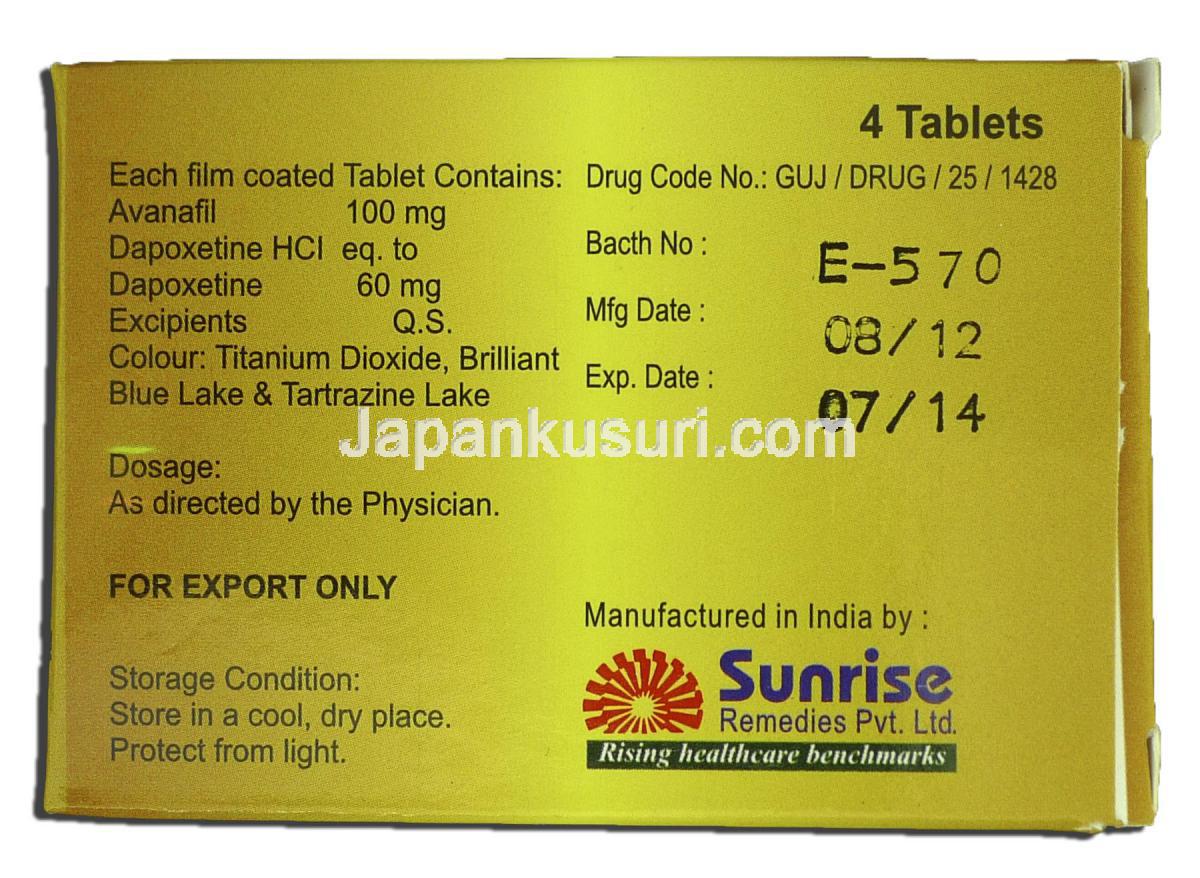 4 Tablets
Each film coated Tablet Contains:
Avanafil 100 mg
Dapoxetine HCl eq. to
Dapoxetine 60 mg
Excipients Q.S.
Colour: Titanium Dioxide, Brilliant
Blue Lake & Tartrazine Lake
Dosage:
As directed by the Physician.
FOR EXPORT ONLY
Storage Condition:
Store in a cool, dry place.
Protect from light.
Drug Code No.: GUJ / DRUG / 25 / 1428
Bacth No : E-570
Mfg Date : 08/12
Exp. Date : 07/14
Japankusuri.com
Manufactured in India by :
Sunrise
Remedies Pvt. Ltd.
Rising healthcare benchmarks